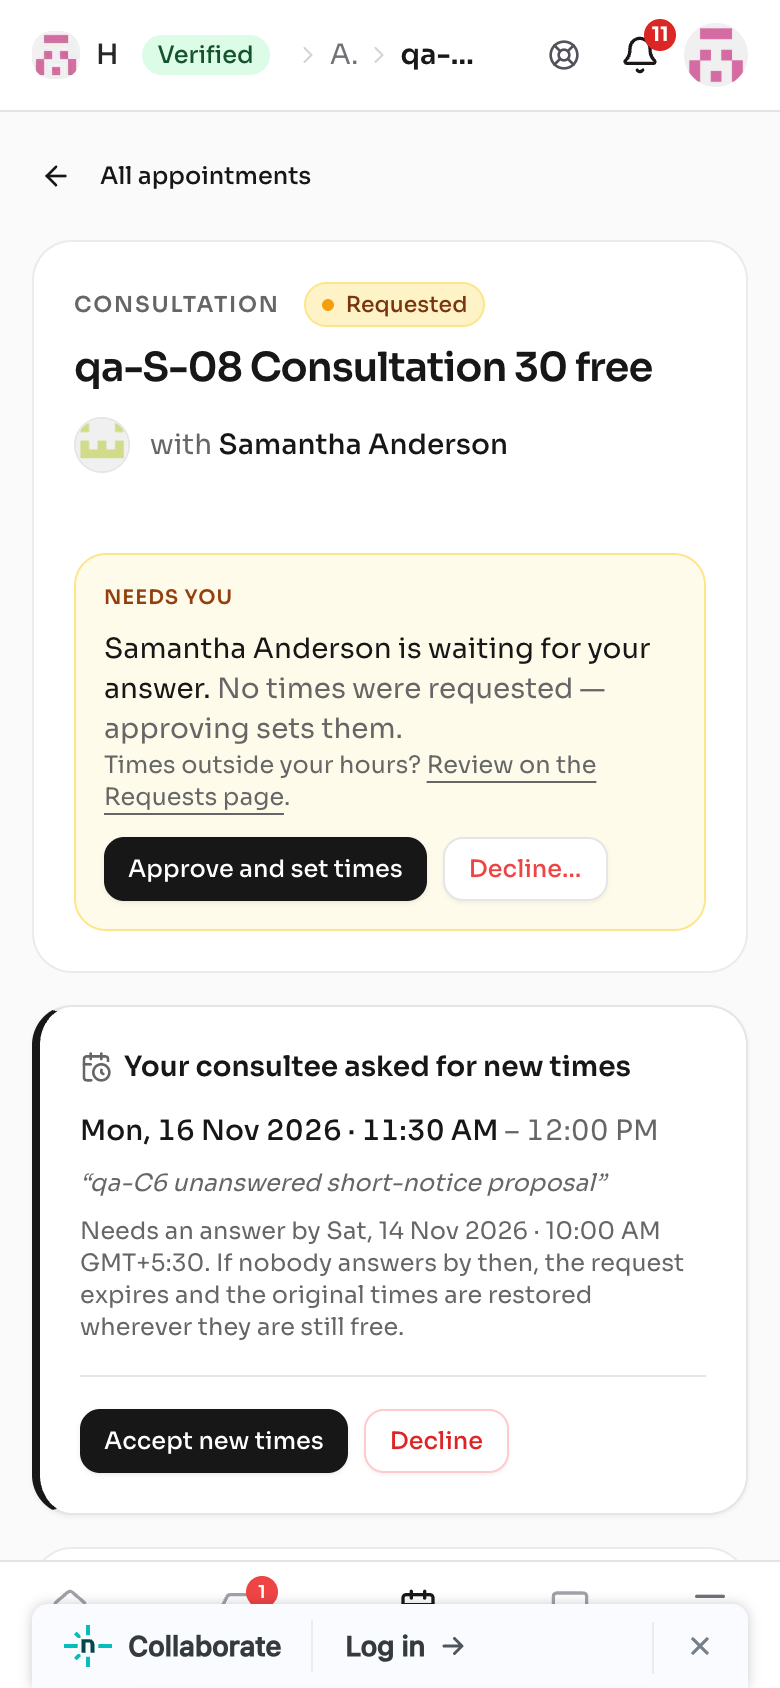 H Verified A. qa-... 11
All appointments
CONSULTATION Requested
qa-S-08 Consultation 30 free
with Samantha Anderson
NEEDS YOU
Samantha Anderson is waiting for your
answer. No times were requested —
approving sets them.
Times outside your hours? Review on the
Requests page.
Approve and set times Decline...
Your consultee asked for new times
Mon, 16 Nov 2026 · 11:30 AM – 12:00 PM
“qa-C6 unanswered short-notice proposal”
Needs an answer by Sat, 14 Nov 2026 · 10:00 AM
GMT+5:30. If nobody answers by then, the request
expires and the original times are restored
wherever they are still free.
Accept new times Decline
1
n Collaborate Log in